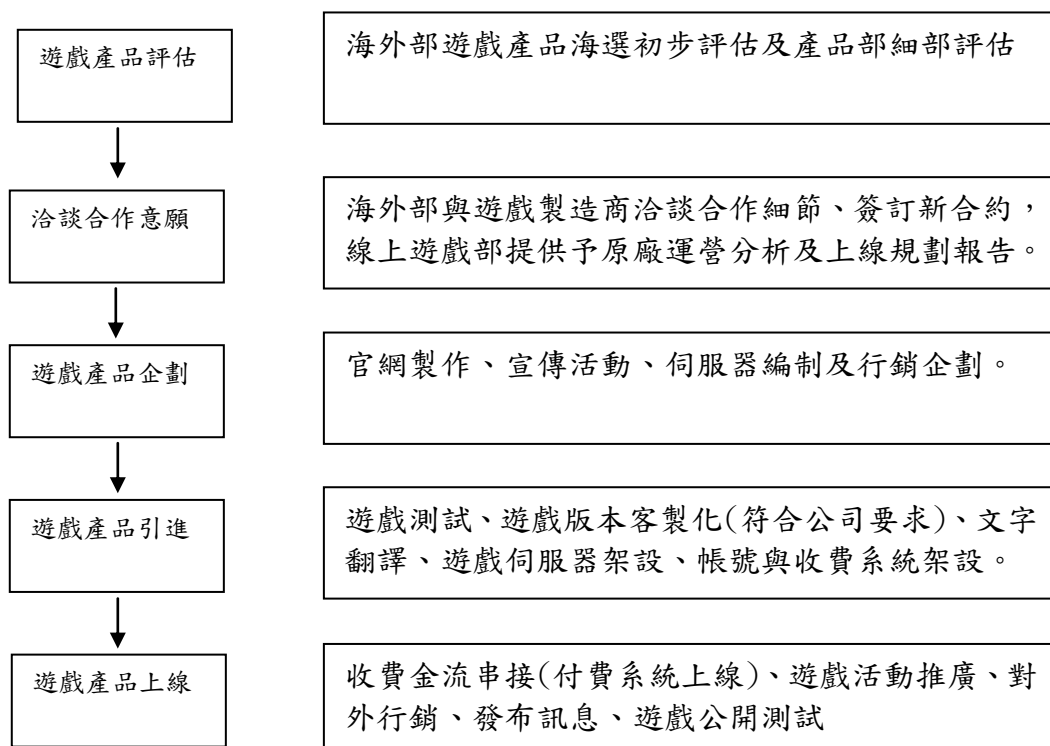 遊戲產品評估
海外部遊戲產品海選初步評估及產品部細部評估
洽談合作意願
海外部與遊戲製造商洽談合作細節、簽訂新合約，
線上遊戲部提供予原廠運營分析及上線規劃報告。
遊戲產品企劃
官網製作、宣傳活動、伺服器編制及行銷企劃。
遊戲產品引進
遊戲測試、遊戲版本客製化(符合公司要求)、文字
翻譯、遊戲伺服器架設、帳號與收費系統架設。
遊戲產品上線
收費金流串接(付費系統上線)、遊戲活動推廣、對
外行銷、發布訊息、遊戲公開測試